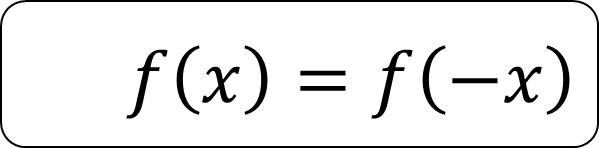 f(x) = f(−x)